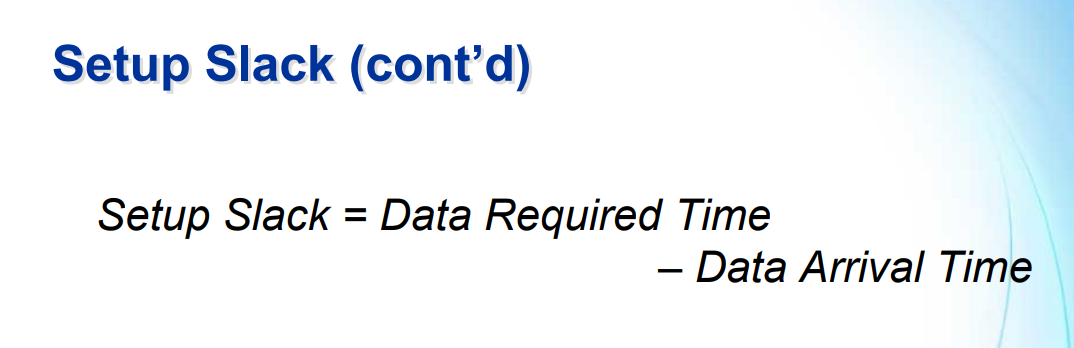 Setup Slack (cont’d)
Setup Slack = Data Required Time
– Data Arrival Time